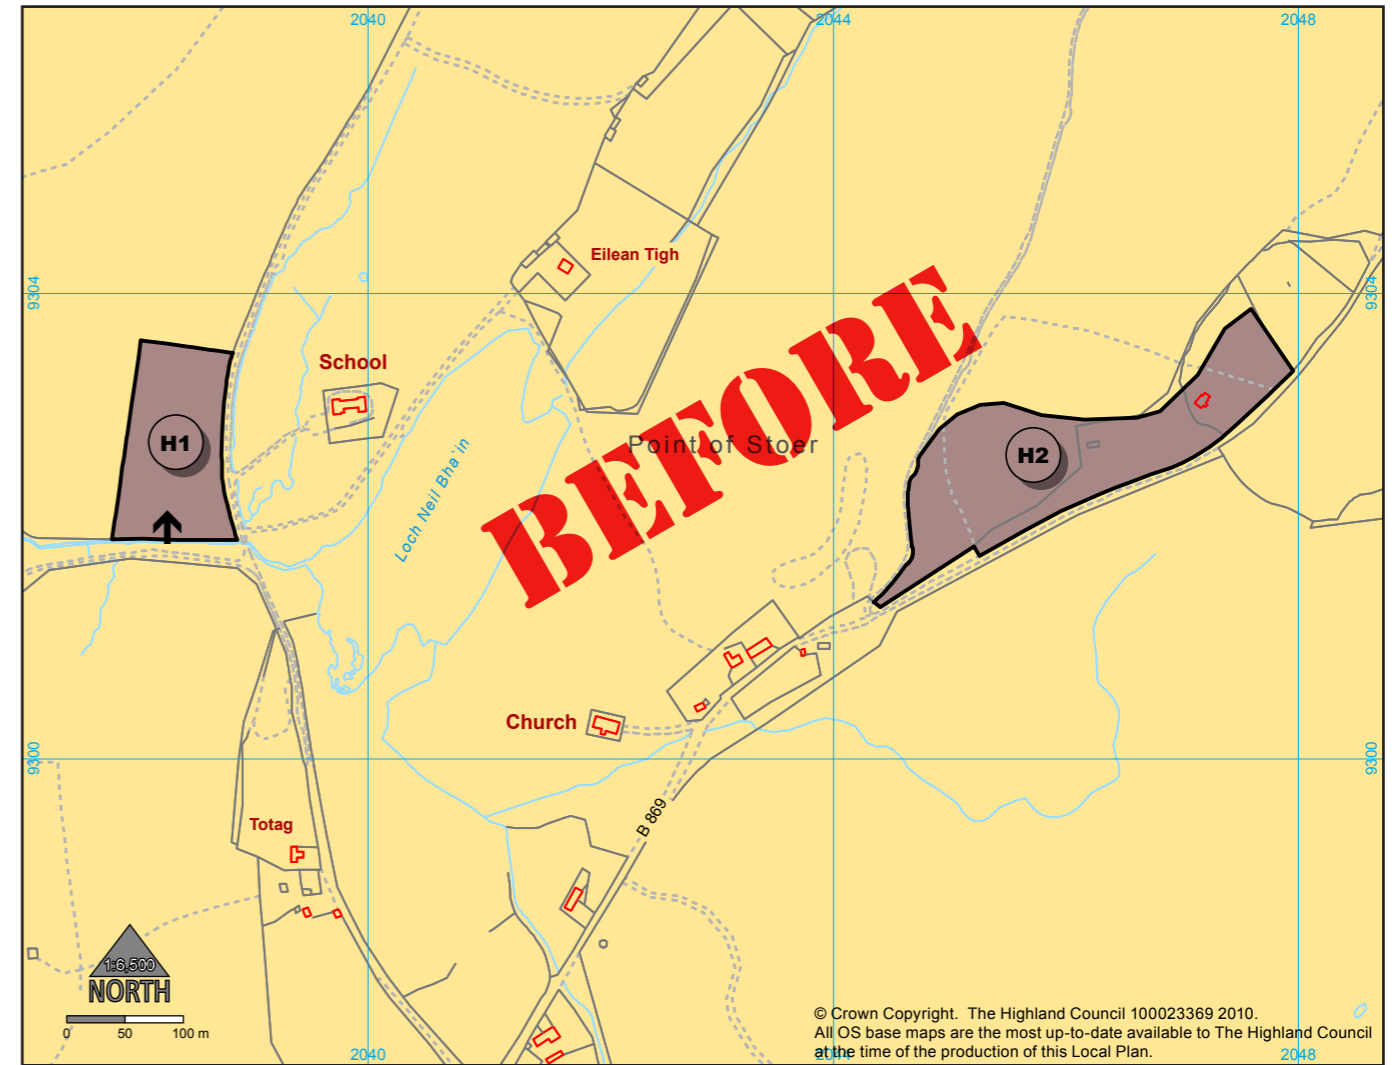 2040
2044
2048
Eilean Tigh
9304
9304
BEFORE
School
Point of Stoer
H1
H2
Loch Neil Bha`in
Church
9300
9300
B 869
Totag
1:6,500
NORTH
0 50 100 m
© Crown Copyright. The Highland Council 100023369 2010.
All OS base maps are the most up-to-date available to The Highland Council
at the time of the production of this Local Plan.
2040
2044
2048